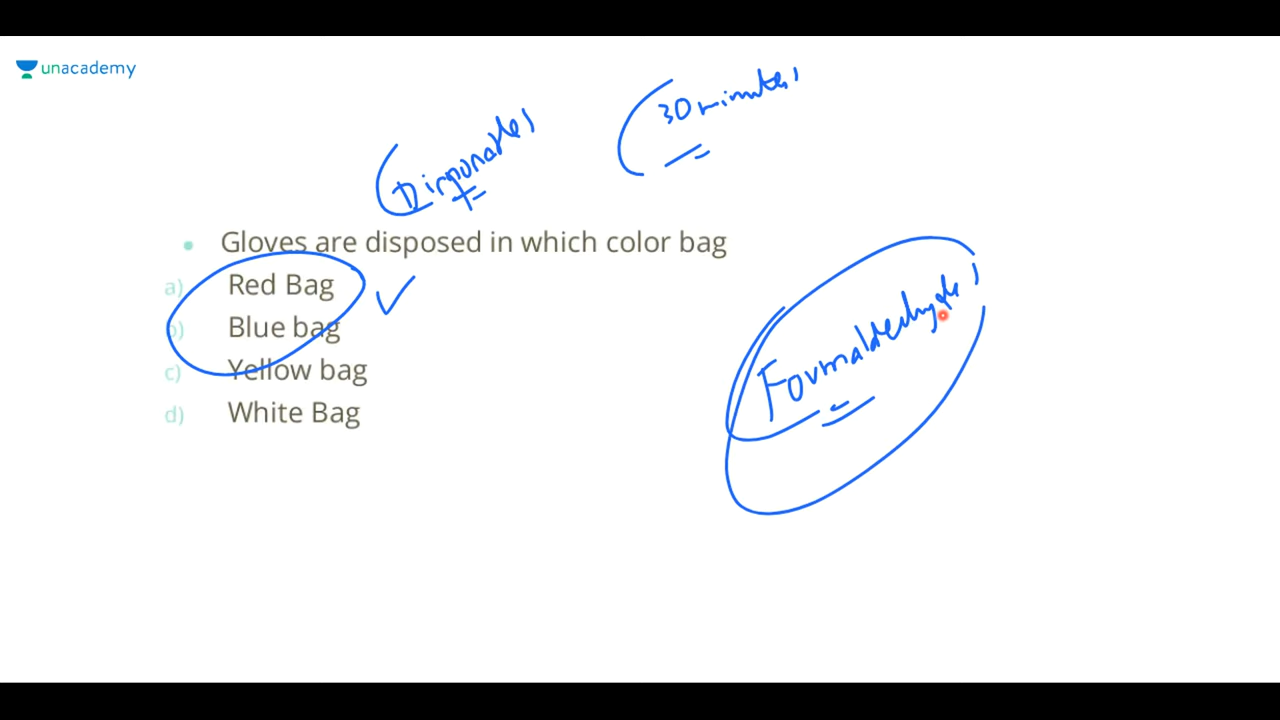 unacademy
30 minutes
Gloves are disposed in which color bag
a) Red Bag
b) Blue bag
c) Yellow bag
d) White Bag
Formaldehyde